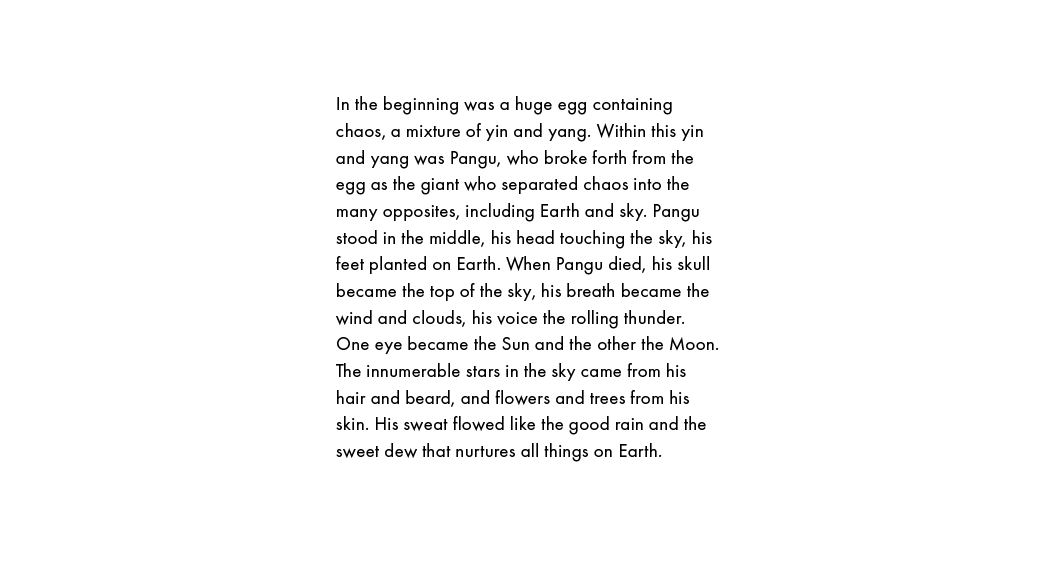 In the beginning was a huge egg containing
chaos, a mixture of yin and yang. Within this yin
and yang was Pangu, who broke forth from the
egg as the giant who separated chaos into the
many opposites, including Earth and sky. Pangu
stood in the middle, his head touching the sky, his
feet planted on Earth. When Pangu died, his skull
became the top of the sky, his breath became the
wind and clouds, his voice the rolling thunder.
One eye became the Sun and the other the Moon.
The innumerable stars in the sky came from his
hair and beard, and flowers and trees from his
skin. His sweat flowed like the good rain and the
sweet dew that nurtures all things on Earth.